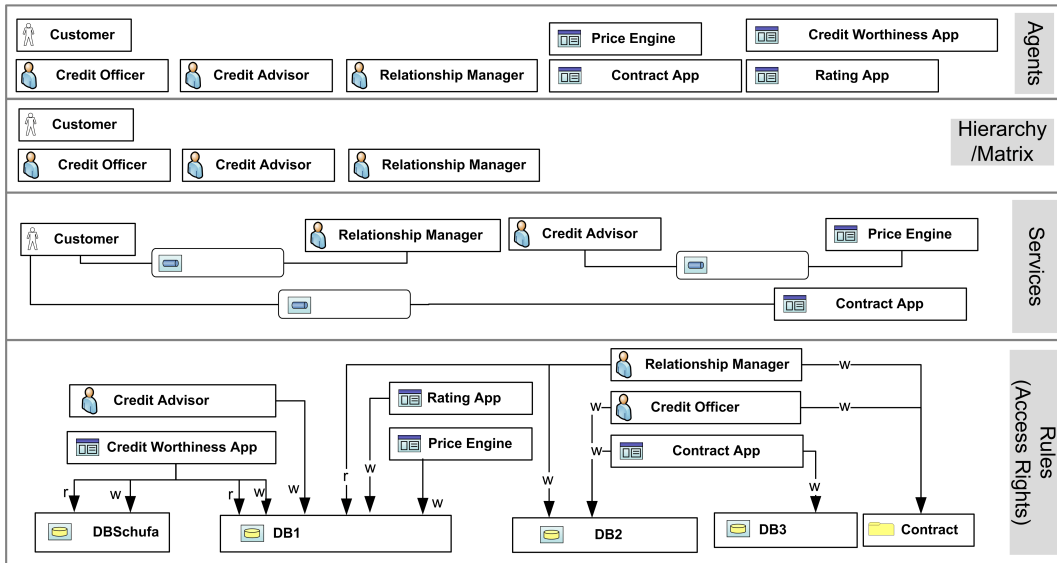 Customer
Price Engine
Credit Worthiness App
Credit Officer
Credit Advisor
Relationship Manager
Contract App
Rating App
Agents
Customer
Credit Officer
Credit Advisor
Relationship Manager
Hierarchy
/Matrix
Customer
Relationship Manager
Credit Advisor
Price Engine
Contract App
Services
Relationship Manager
w
Credit Advisor
Rating App
w
Credit Officer
w
Credit Worthiness App
Price Engine
w
Contract App
r
w
r
w
w
r
w
w
w
w
DBSchufa
DB1
DB2
DB3
Contract
Rules
(Access Rights)